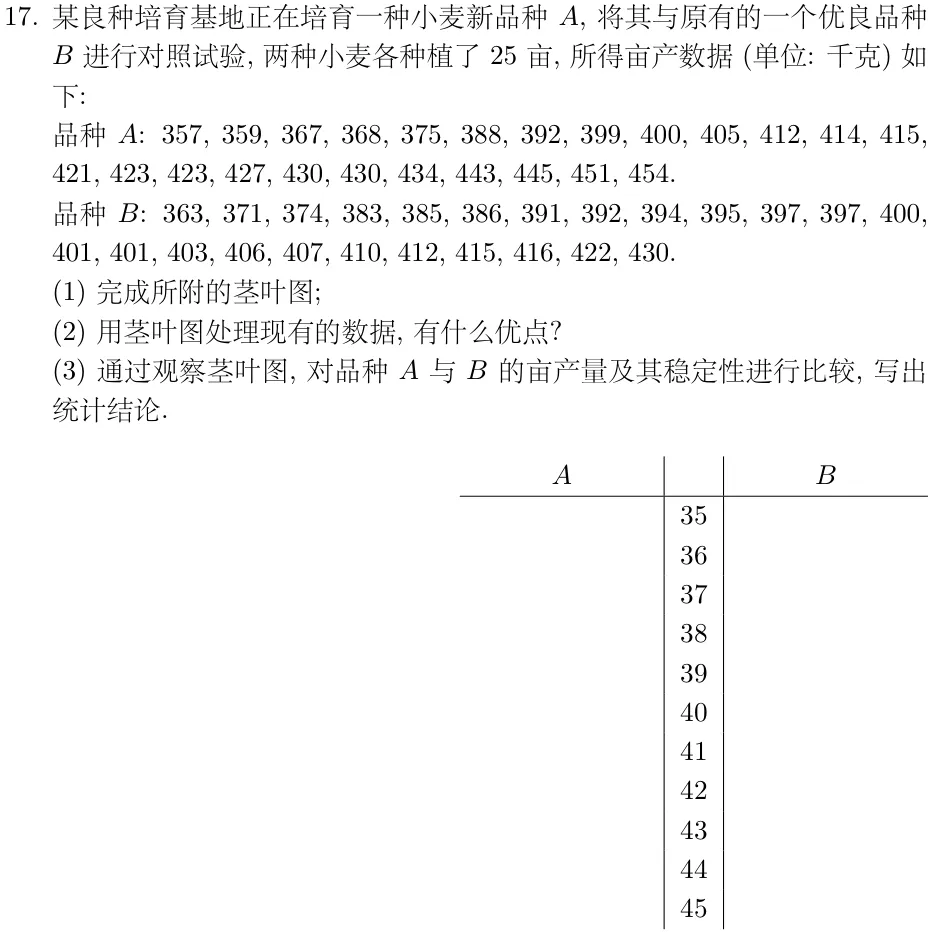 17. 某良种培育基地正在培育一种小麦新品种 A, 将其与原有的一个优良品种
B 进行对照试验, 两种小麦各种植了 25 亩, 所得亩产数据 (单位: 千克) 如
下:
品种 A: 357, 359, 367, 368, 375, 388, 392, 399, 400, 405, 412, 414, 415,
421, 423, 423, 427, 430, 430, 434, 443, 445, 451, 454.
品种 B: 363, 371, 374, 383, 385, 386, 391, 392, 394, 395, 397, 397, 400,
401, 401, 403, 406, 407, 410, 412, 415, 416, 422, 430.
(1) 完成所附的茎叶图;
(2) 用茎叶图处理现有的数据, 有什么优点?
(3) 通过观察茎叶图, 对品种 A 与 B 的亩产量及其稳定性进行比较, 写出
统计结论.
A B
35
36
37
38
39
40
41
42
43
44
45